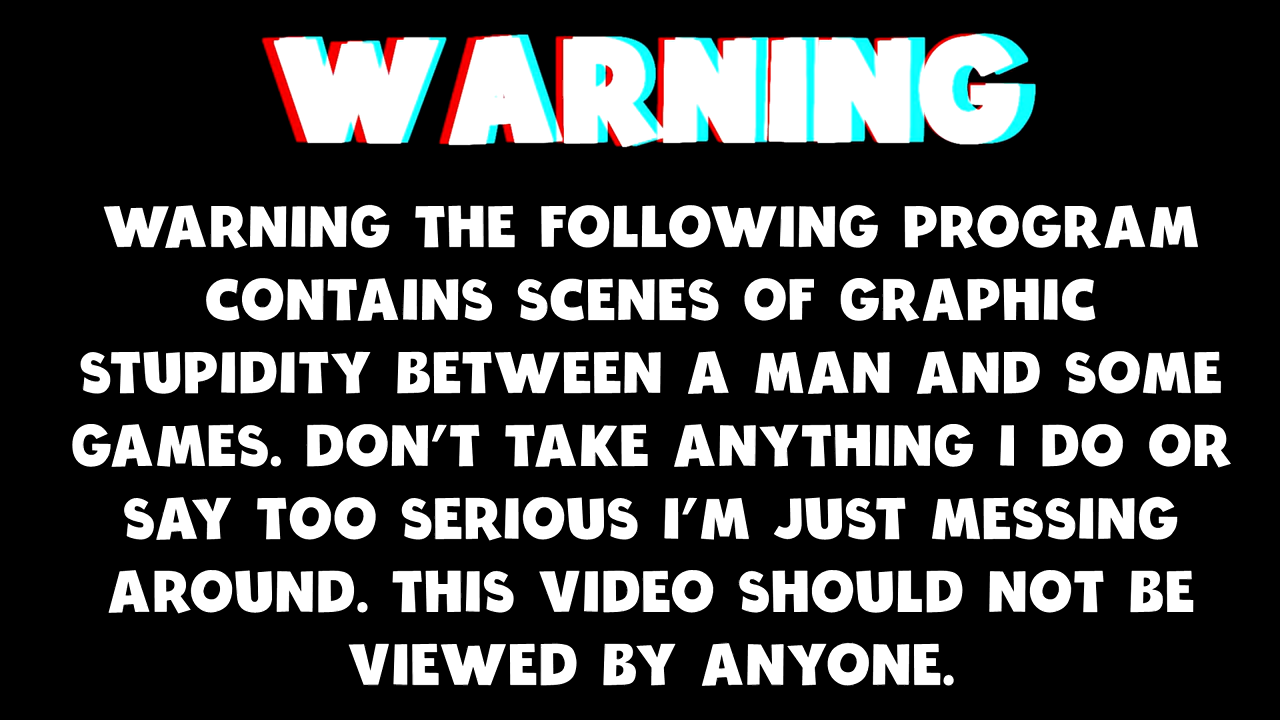 WARNING
WARNING THE FOLLOWING PROGRAM
CONTAINS SCENES OF GRAPHIC
STUPIDITY BETWEEN A MAN AND SOME
GAMES. DON'T TAKE ANYTHING I DO OR
SAY TOO SERIOUS I'M JUST MESSING
AROUND. THIS VIDEO SHOULD NOT BE
VIEWED BY ANYONE.